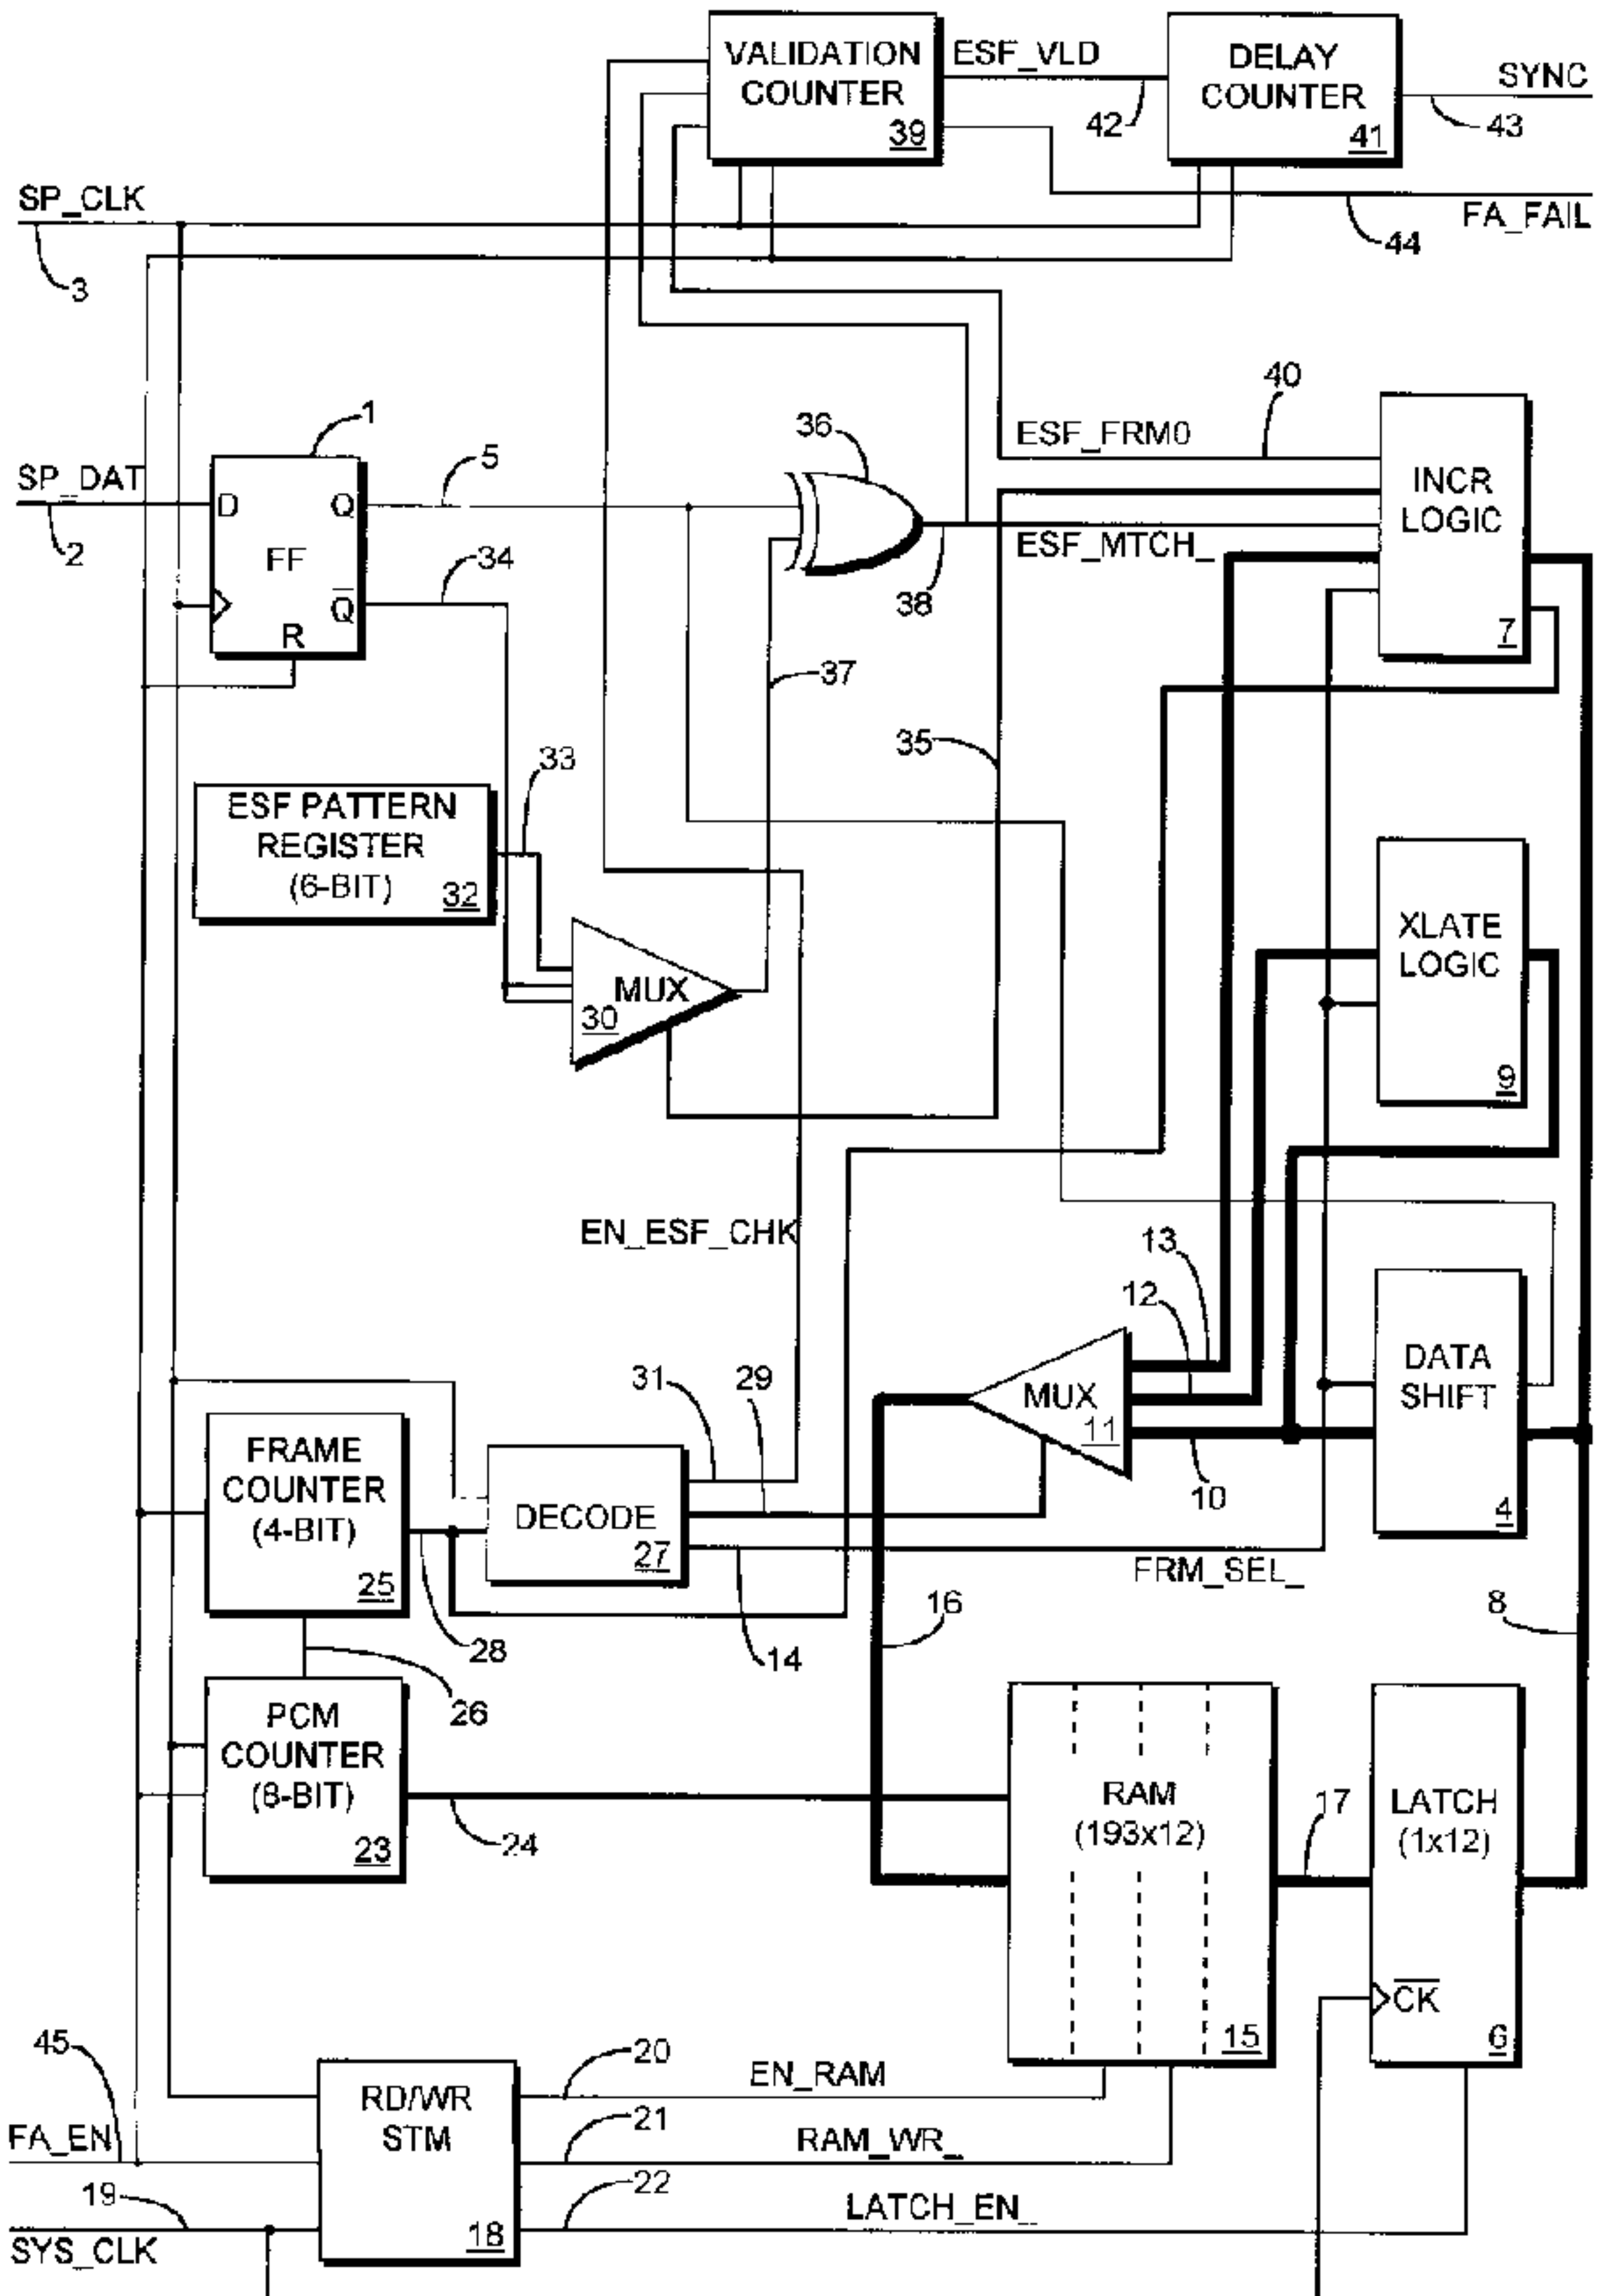 VALIDATION
COUNTER
39
ESF_VLD
42
DELAY
COUNTER
41
SYNC
43
SP_CLK
3
FA_FAIL
44
40
1
36
ESF_FRM0
SP_DAT
2
D
Q
5
FF
Q
34
R
INCR
LOGIC
7
ESF_MTCH_
38
37
35
33
ESF PATTERN
REGISTER
(6-BIT)
32
MUX
30
XLATE
LOGIC
9
EN_ESF_CHK
13
12
31
29
MUX
11
10
DATA
SHIFT
4
FRAME
COUNTER
(4-BIT)
25
DECODE
27
FRM_SEL_
28
14
16
8
26
PCM
COUNTER
(8-BIT)
23
24
RAM
(193x12)
15
17
LATCH
(1x12)
CK
6
45
FA_EN
19
SYS_CLK
RD/WR
STM
18
20
EN_RAM
21
RAM_WR_
22
LATCH_EN_